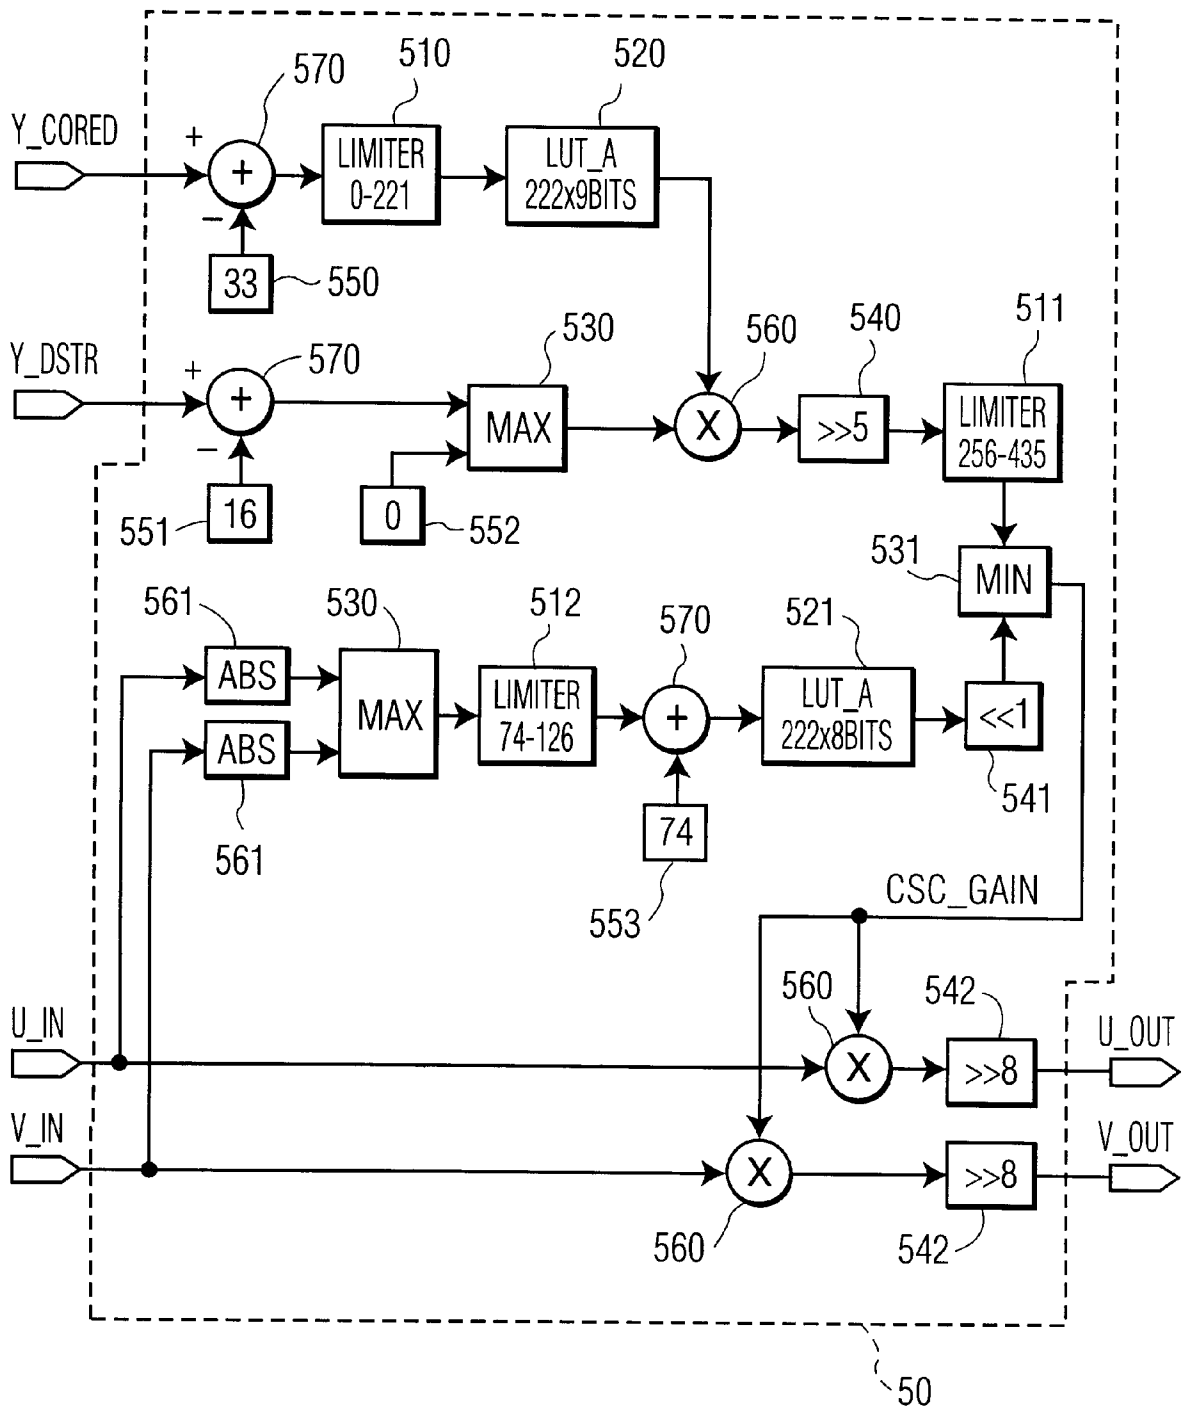 570
510
520
Y_CORED
+
+
LIMITER
0-221
LUT_A
222x9BITS
−
33
550
Y_DSTR
+
+
570
530
560
540
511
MAX
X
>>5
LIMITER
256-435
−
551
16
0
552
531
MIN
561
530
512
570
521
ABS
MAX
LIMITER
74-126
+
LUT_A
222x8BITS
<<1
ABS
541
561
74
553
CSC_GAIN
560
542
U_IN
X
>>8
U_OUT
V_IN
X
>>8
V_OUT
560
542
50